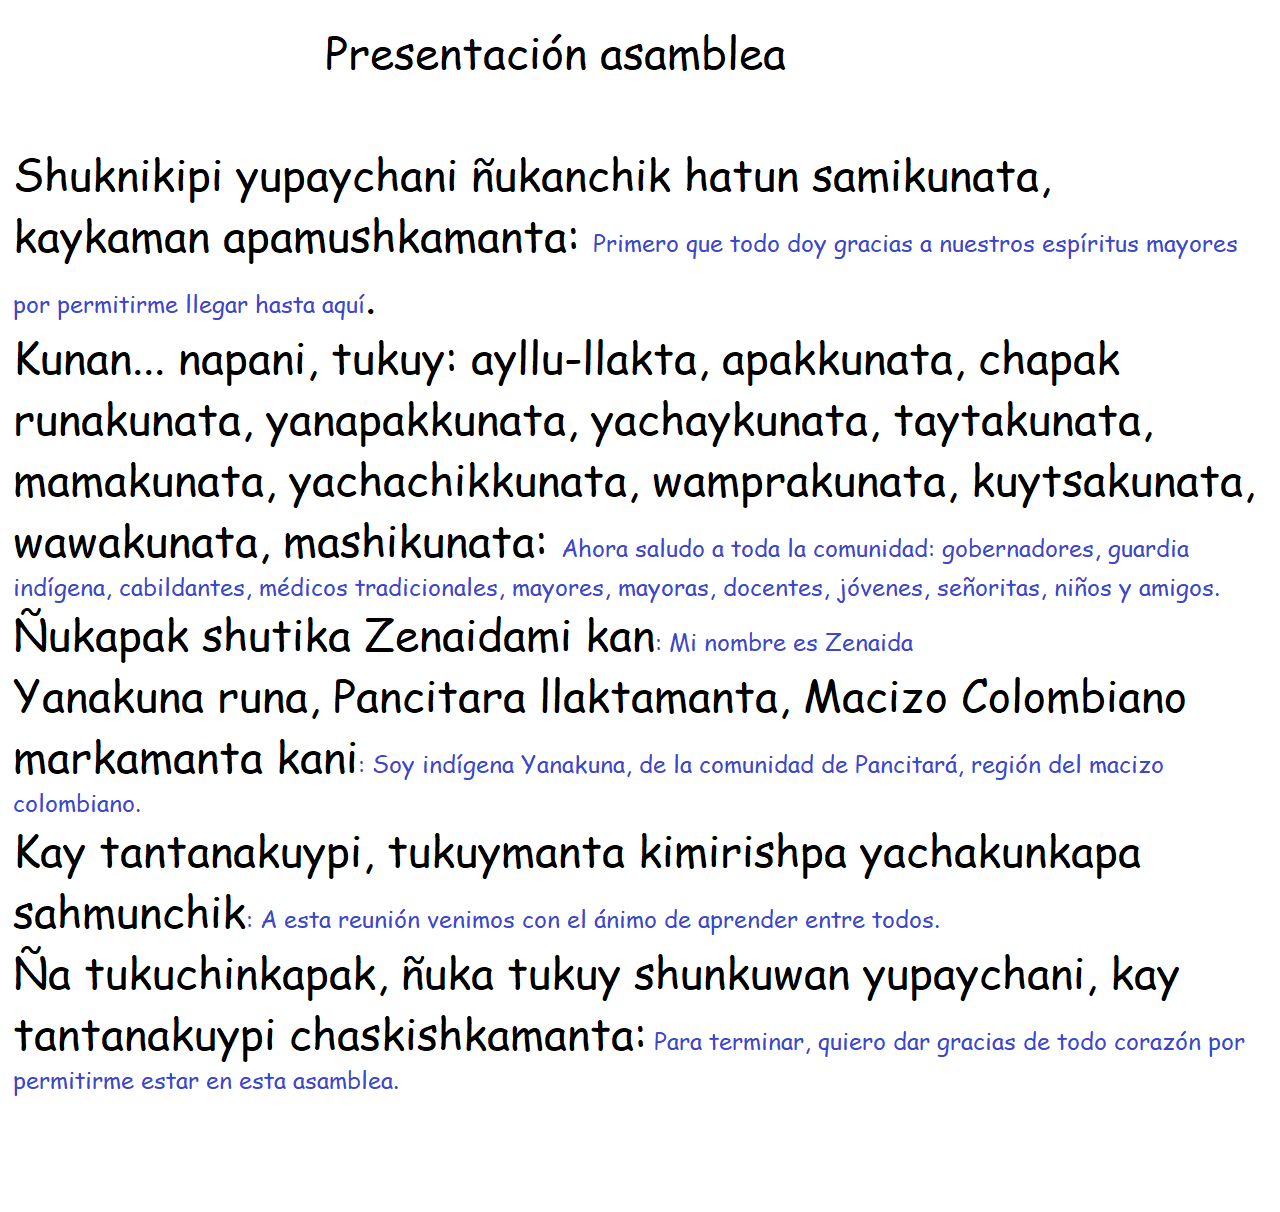 Presentación asamblea
Shuknikipi yupaychani ñukanchik hatun samikunata,
kaykaman apamushkamanta: Primero que todo doy gracias a nuestros espíritus mayores
por permitirme llegar hasta aquí.
Kunan... napani, tukuy: ayllu-llakta, apakkunata, chapak
runakunata, yanapakkunata, yachaykunata, taytakunata,
mamakunata, yachachikkunata, wamprakunata, kuytsakunata,
wawakunata, mashikunata: Ahora saludo a toda la comunidad: gobernadores, guardia
indígena, cabildantes, médicos tradicionales, mayores, mayoras, docentes, jóvenes, señoritas, niños y amigos.
Ñukapak shutika Zenaidami kan: Mi nombre es Zenaida
Yanakuna runa, Pancitara llaktamanta, Macizo Colombiano
markamanta kani: Soy indígena Yanakuna, de la comunidad de Pancitará, región del macizo
colombiano.
Kay tantanakuypi, tukuymanta kimirishpa yachakunkapa
sahmunchik: A esta reunión venimos con el ánimo de aprender entre todos.
Ña tukuchinkapak, ñuka tukuy shunkuwan yupaychani, kay
tantanakuypi chaskishkamanta: Para terminar, quiero dar gracias de todo corazón por
permitirme estar en esta asamblea.